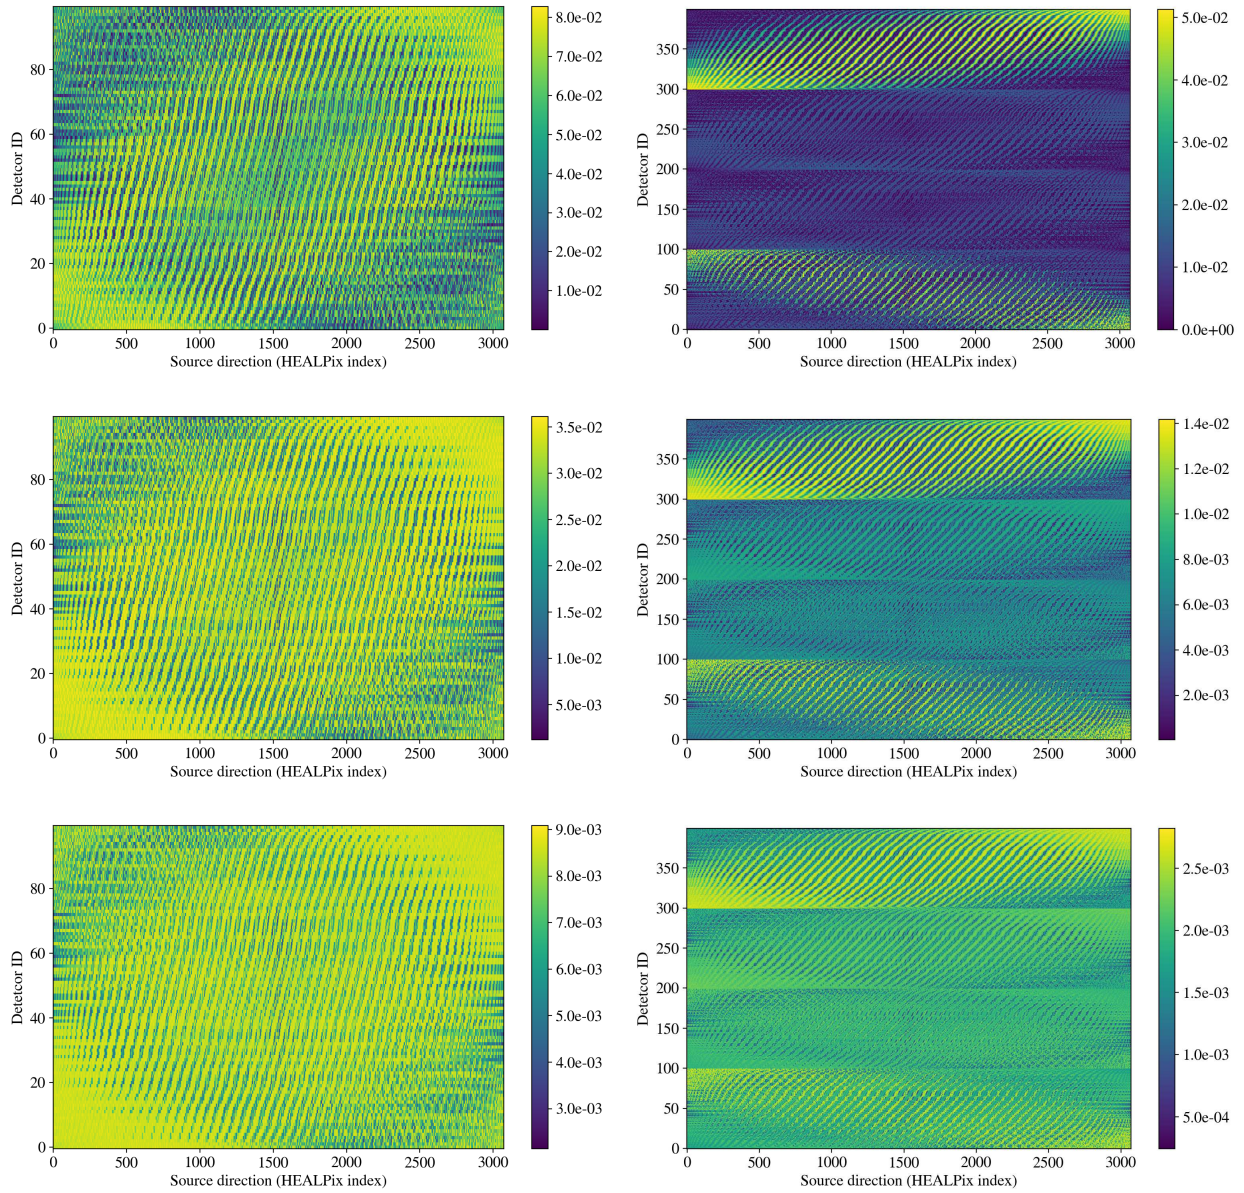 8.0e-02
7.0e-02
6.0e-02
5.0e-02
4.0e-02
3.0e-02
2.0e-02
1.0e-02
80
60
40
20
0
Detetcor ID
0 500 1000 1500 2000 2500 3000
Source direction (HEALPix index)
5.0e-02
4.0e-02
3.0e-02
2.0e-02
1.0e-02
0.0e+00
350
300
250
200
150
100
50
0
Detetcor ID
0 500 1000 1500 2000 2500 3000
Source direction (HEALPix index)
3.5e-02
3.0e-02
2.5e-02
2.0e-02
1.5e-02
1.0e-02
5.0e-03
80
60
40
20
0
Detetcor ID
0 500 1000 1500 2000 2500 3000
Source direction (HEALPix index)
1.4e-02
1.2e-02
1.0e-02
8.0e-03
6.0e-03
4.0e-03
2.0e-03
350
300
250
200
150
100
50
0
Detetcor ID
0 500 1000 1500 2000 2500 3000
Source direction (HEALPix index)
9.0e-03
8.0e-03
7.0e-03
6.0e-03
5.0e-03
4.0e-03
3.0e-03
80
60
40
20
0
Detetcor ID
0 500 1000 1500 2000 2500 3000
Source direction (HEALPix index)
2.5e-03
2.0e-03
1.5e-03
1.0e-03
5.0e-04
350
300
250
200
150
100
50
0
Detetcor ID
0 500 1000 1500 2000 2500 3000
Source direction (HEALPix index)